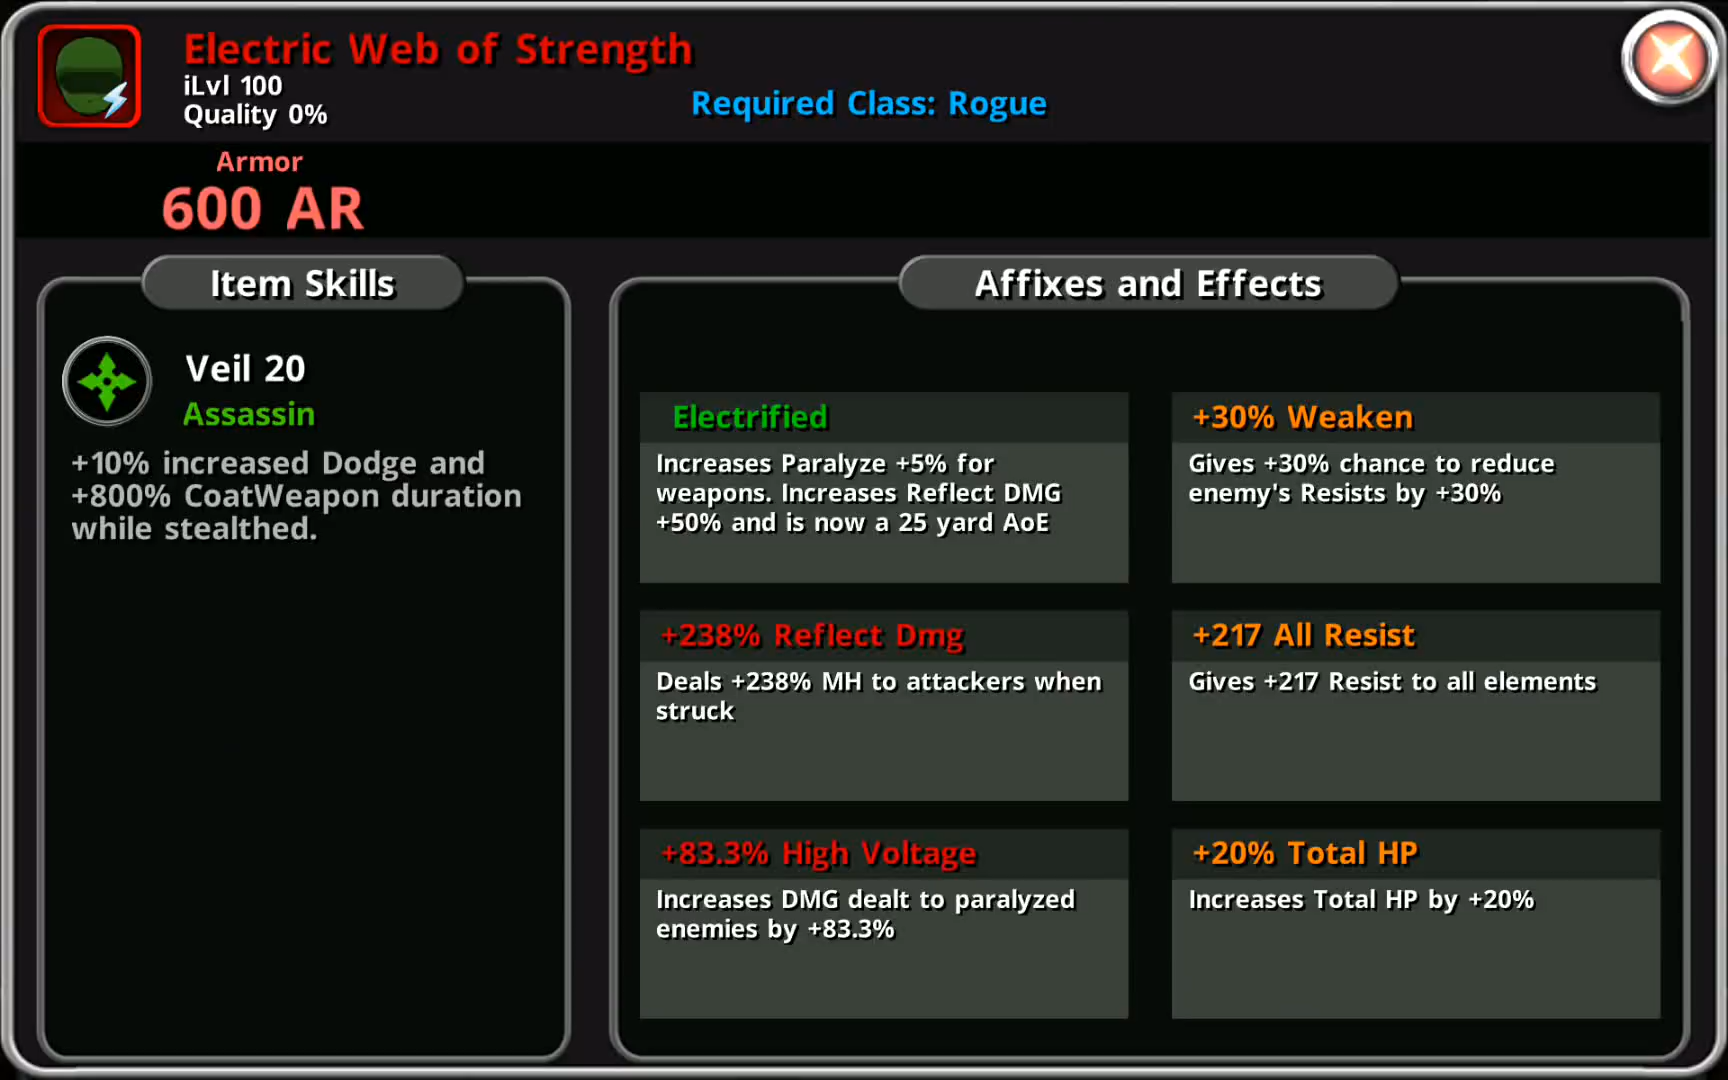 Electric Web of Strength
iLvl 100
Quality 0%
Required Class: Rogue
Armor
600 AR
Item Skills
Veil 20
Assassin
+10% increased Dodge and
+800% CoatWeapon duration
while stealthed.
Affixes and Effects
Electrified
Increases Paralyze +5% for
weapons. Increases Reflect DMG
+50% and is now a 25 yard AoE
+30% Weaken
Gives +30% chance to reduce
enemy's Resists by +30%
+238% Reflect Dmg
Deals +238% MH to attackers when
struck
+217 All Resist
Gives +217 Resist to all elements
+83.3% High Voltage
Increases DMG dealt to paralyzed
enemies by +83.3%
+20% Total HP
Increases Total HP by +20%